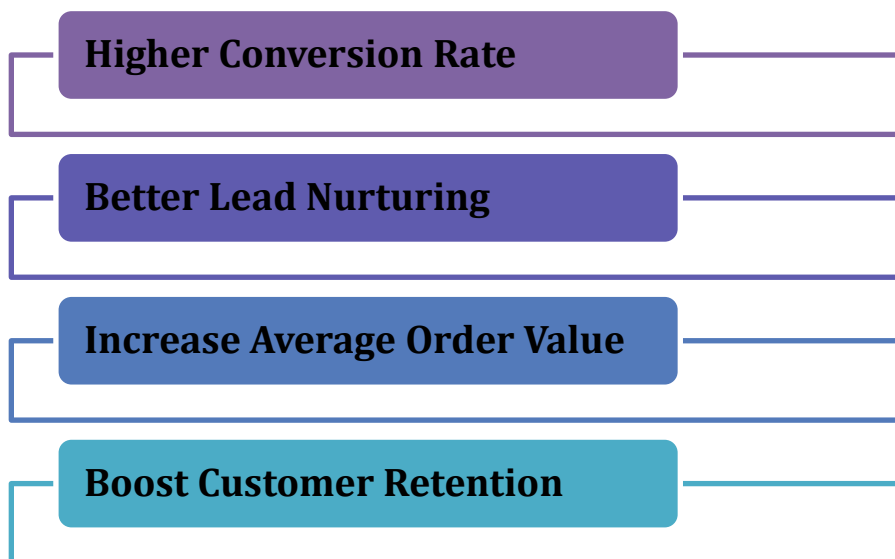 Higher Conversion Rate
Better Lead Nurturing
Increase Average Order Value
Boost Customer Retention